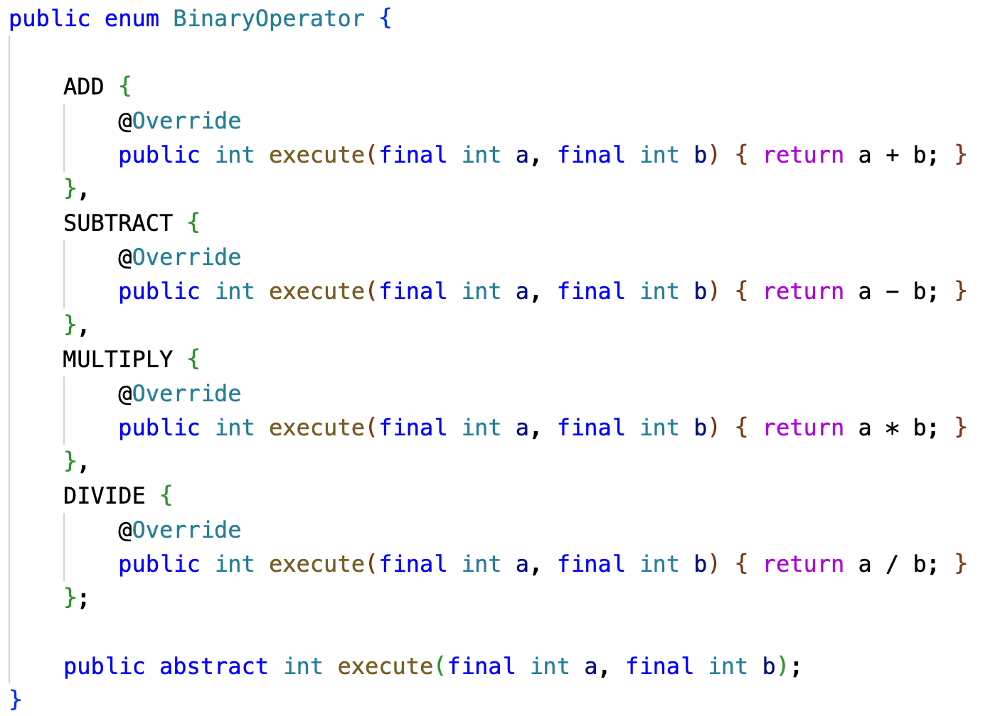 public enum BinaryOperator {
ADD {
@Override
public int execute(final int a, final int b) { return a + b; }
},
SUBTRACT {
@Override
public int execute(final int a, final int b) { return a - b; }
},
MULTIPLY {
@Override
public int execute(final int a, final int b) { return a * b; }
},
DIVIDE {
@Override
public int execute(final int a, final int b) { return a / b; }
};
public abstract int execute(final int a, final int b);
}